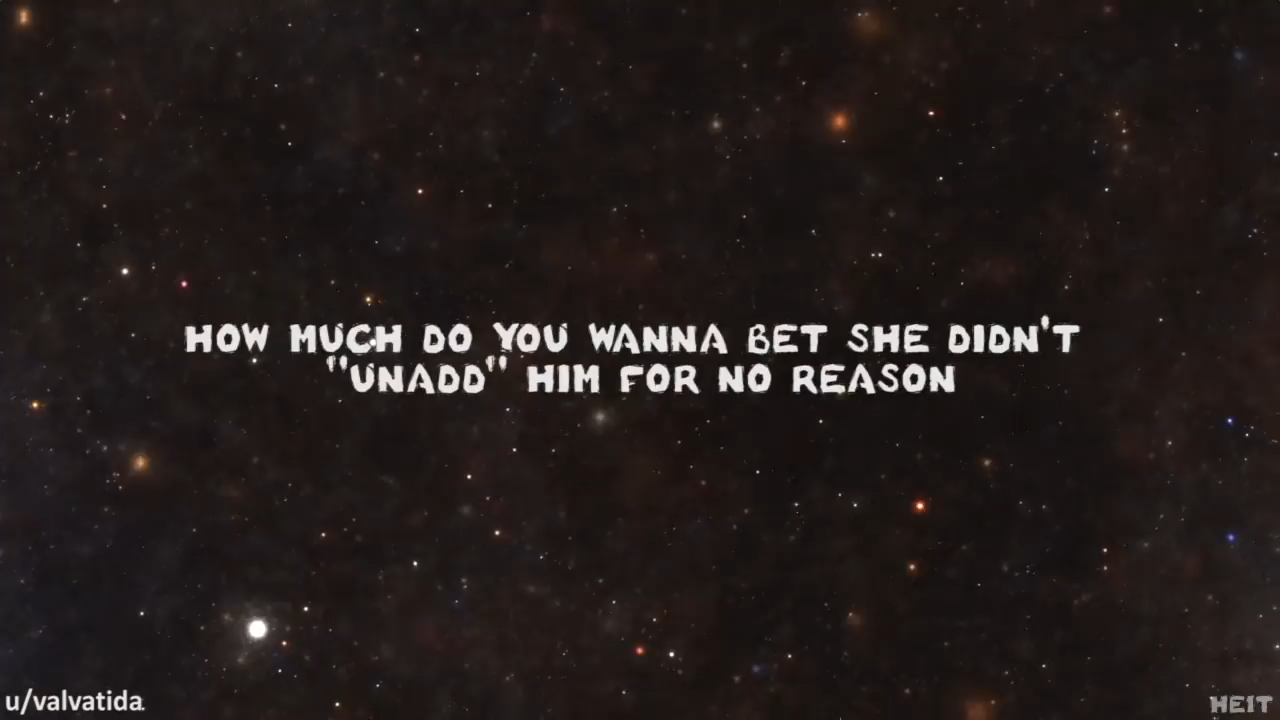 HOW MUCH DO YOU WANNA BET SHE DIDN'T
"UNADD" HIM FOR NO REASON
u/valvatida
HEIT